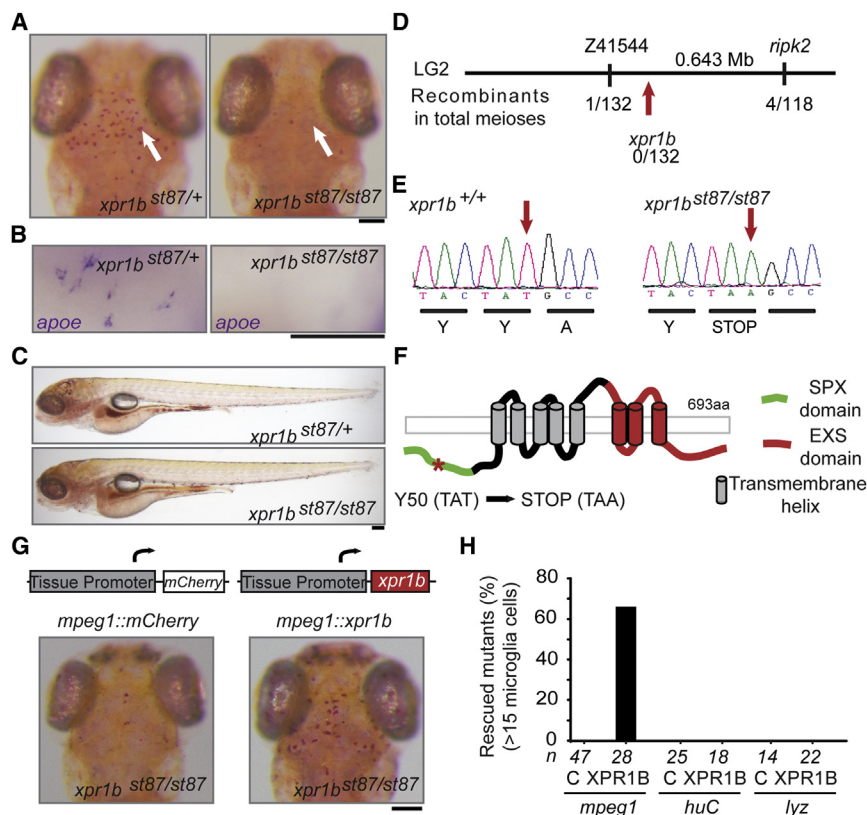 A
xpr1b st87/+
xpr1b st87/st87
B
xpr1b st87/+
apoe
xpr1b st87/st87
apoe
C
xpr1b st87/+
xpr1b st87/st87
D
Z41544
ripk2
0.643 Mb
LG2
Recombinants
in total meioses
1/132
4/118
xpr1b
0/132
E
xpr1b +/+
xpr1b st87/st87
T A C T A T G C C
Y Y A
T A C T A A G C C
Y STOP
F
693aa
SPX
domain
EXS
domain
Transmembrane
helix
Y50 (TAT) STOP (TAA)
G
Tissue Promoter mCherry
Tissue Promoter xpr1b
mpeg1::mCherry
mpeg1::xpr1b
xpr1b st87/st87
xpr1b st87/st87
H
Rescued mutants (%)
(>15 microglia cells)
80
60
40
20
0
n 47 28 25 18 14 22
C XPR1B C XPR1B C XPR1B
mpeg1 huC lyz